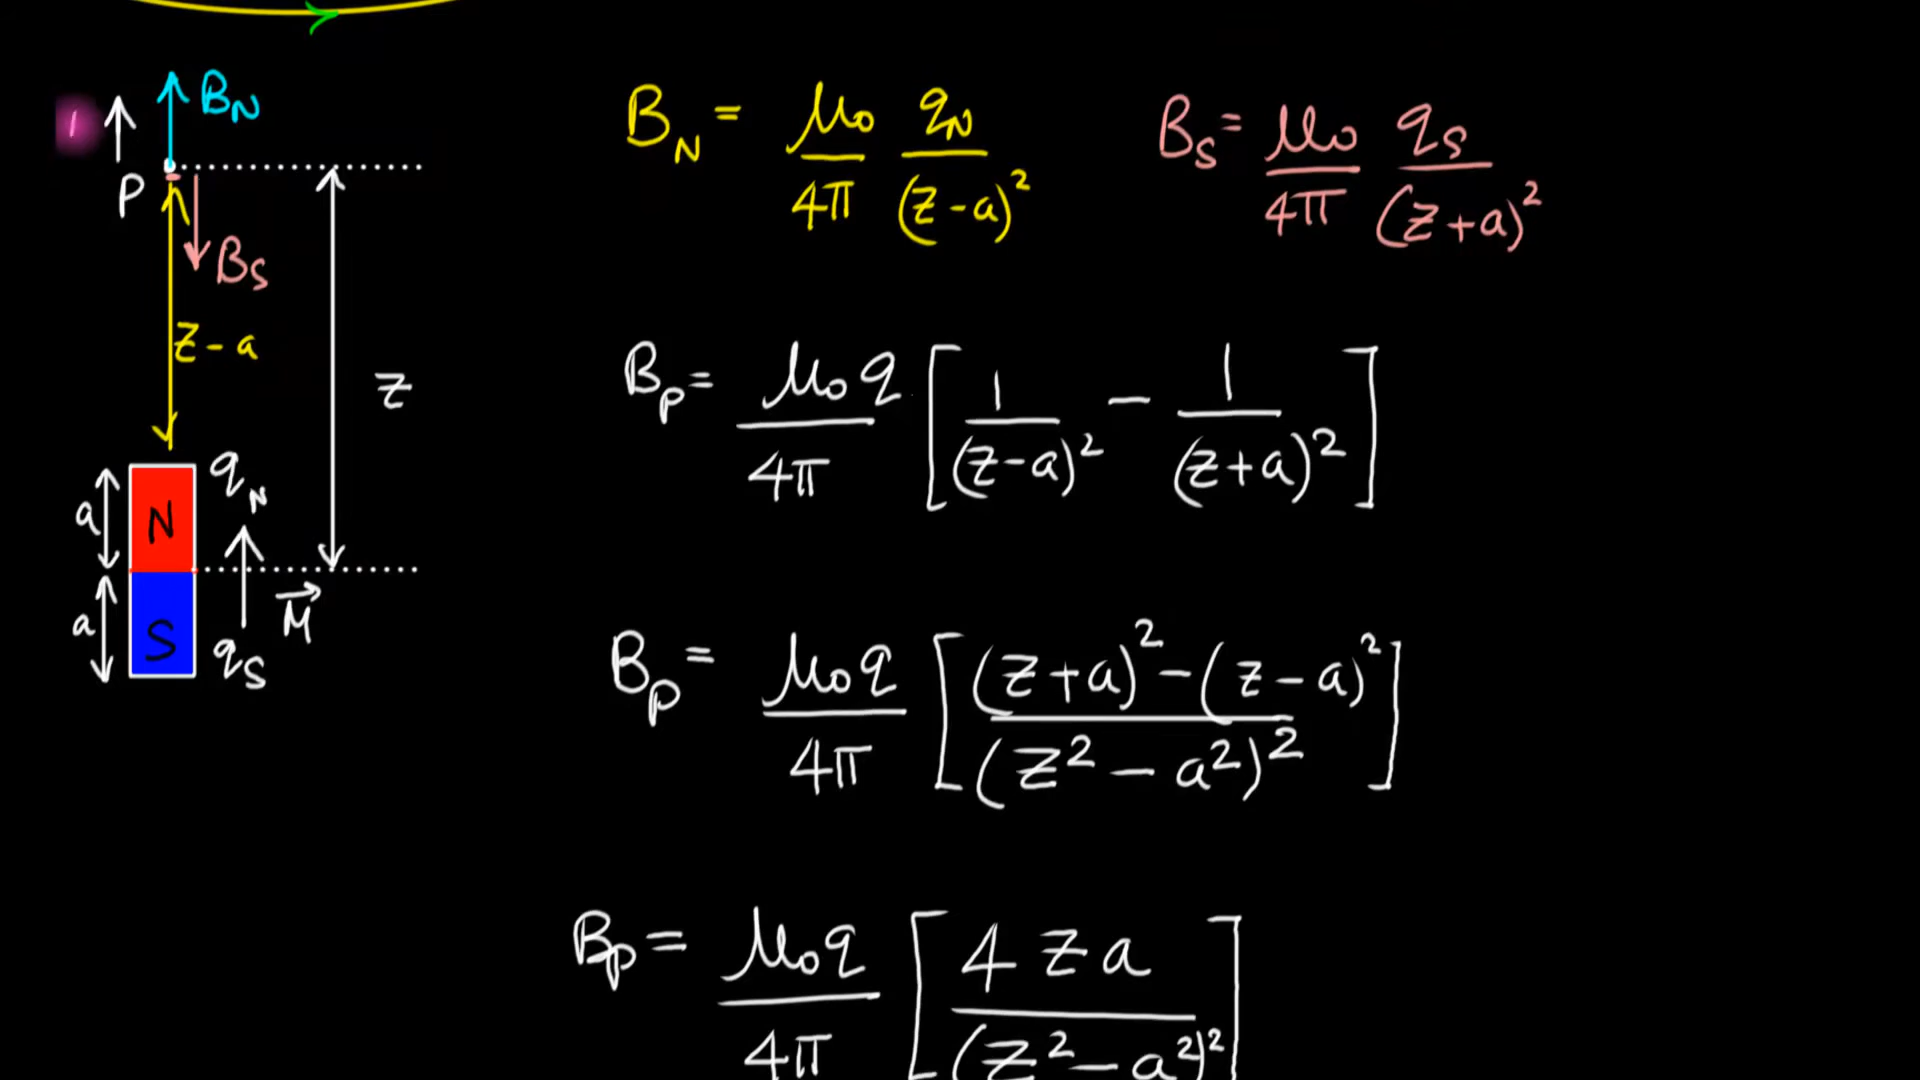 1
B_N
P
B_S
z-a
z
a
N
q_N
a
S
q_S
M⃗
B_N = μ₀/4π q_N/(z-a)²
B_S = μ₀/4π q_S/(z+a)²
B_p = μ₀q/4π [1/(z-a)² - 1/(z+a)²]
B_p = μ₀q/4π [((z+a)² - (z-a)²)/(z² - a²)²]
B_p = μ₀q/4π [4za/(z² - a²)²]